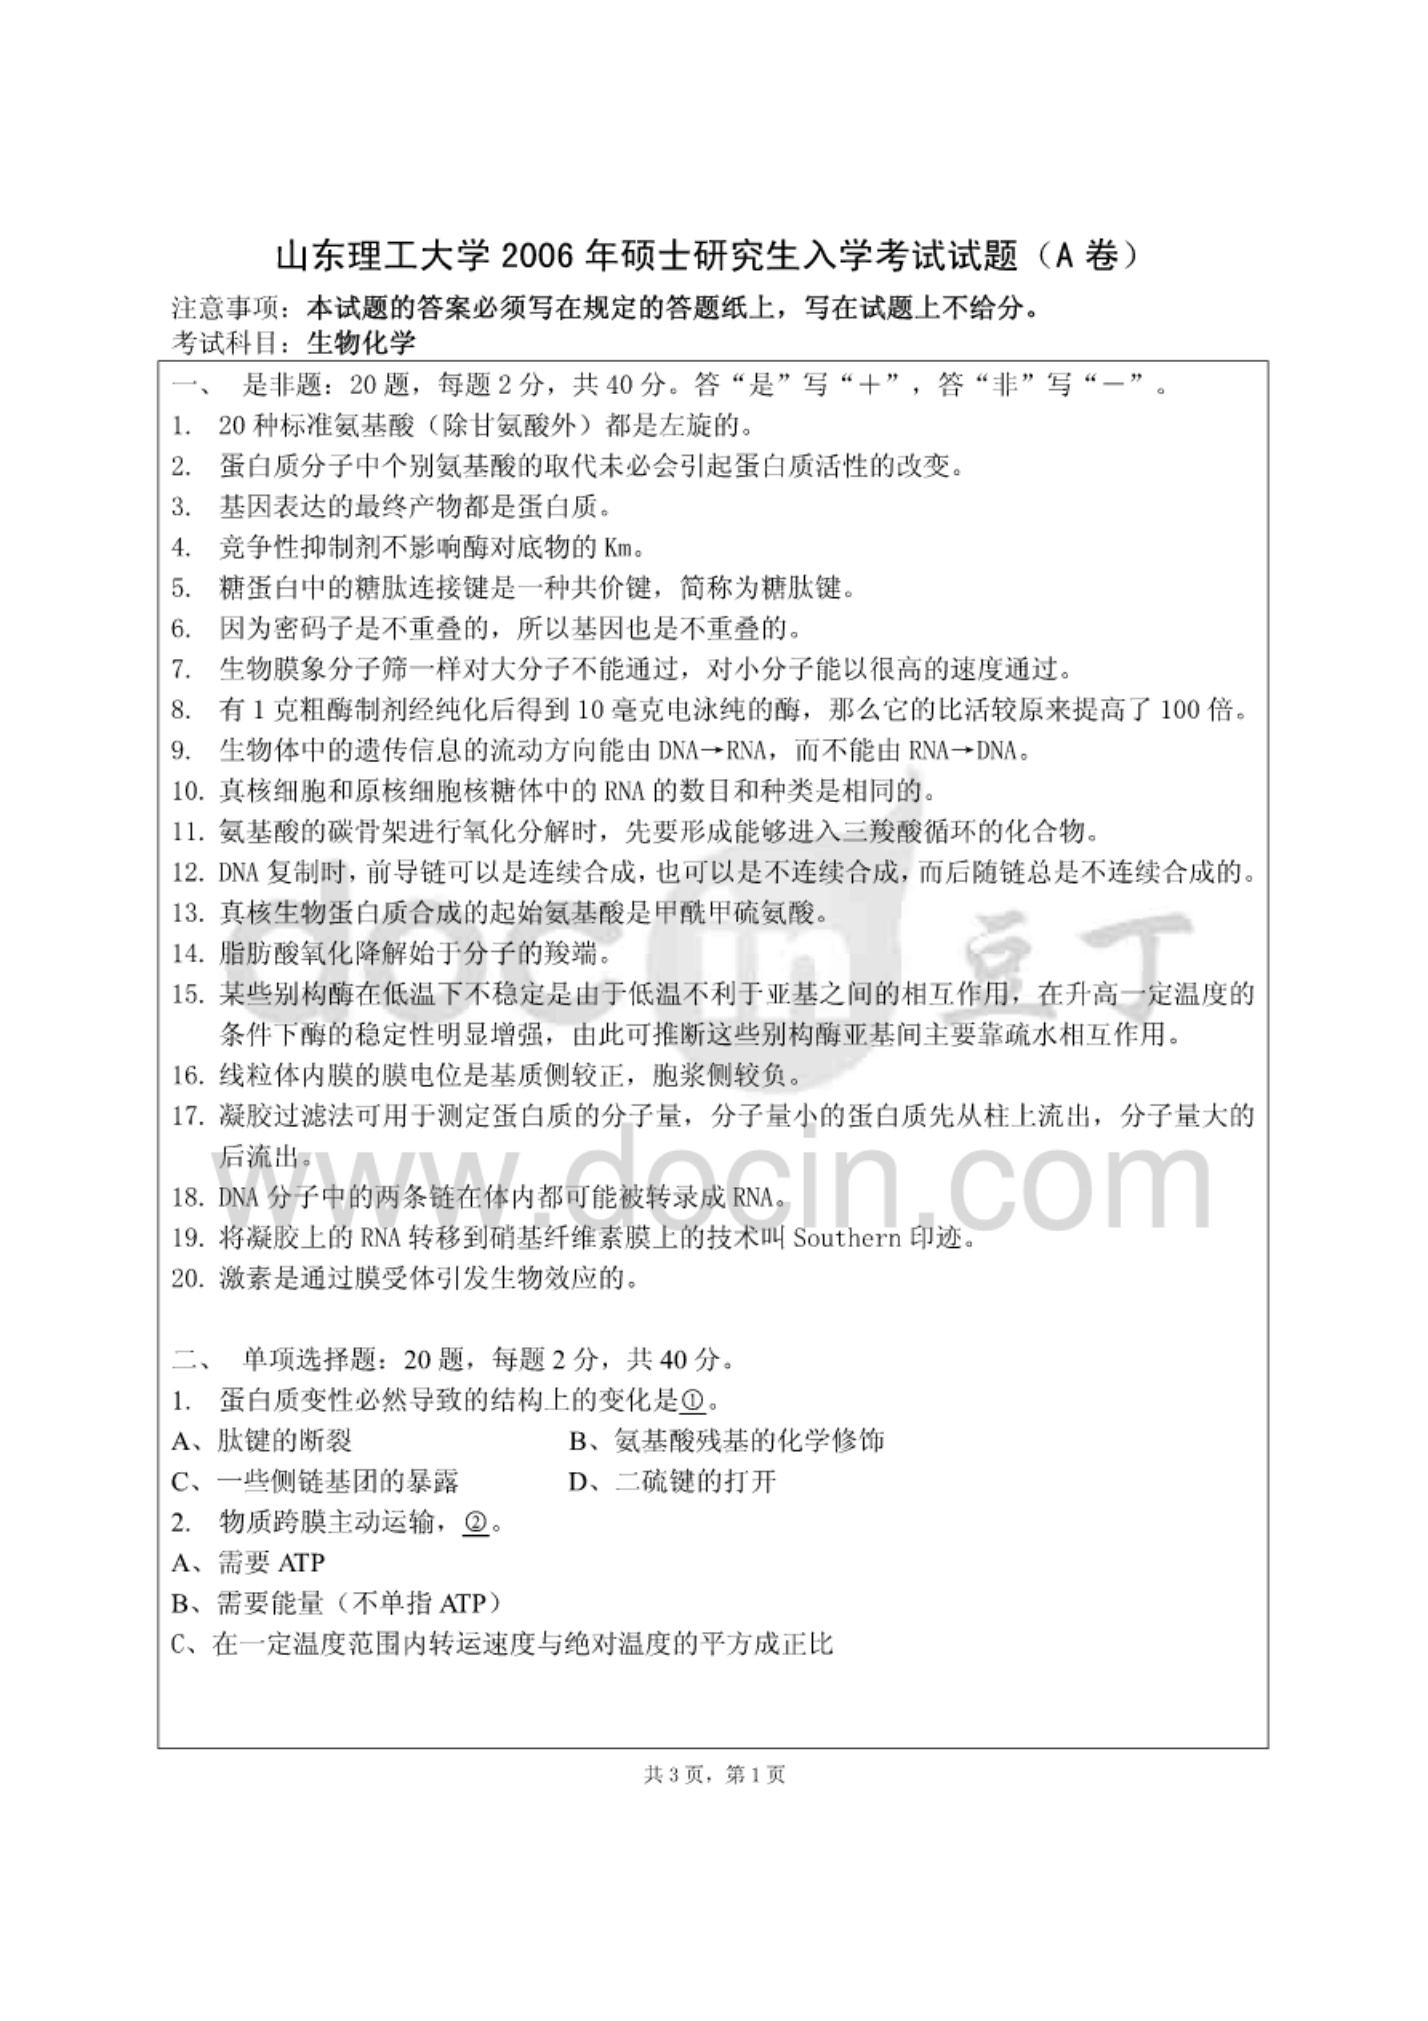 山东理工大学 2006 年硕士研究生入学考试试题（A 卷）
注意事项：本试题的答案必须写在规定的答题纸上，写在试题上不给分。
考试科目：生物化学
一、 是非题：20 题，每题 2 分，共 40 分。答“是”写“＋”，答“非”写“－”。
1. 20 种标准氨基酸（除甘氨酸外）都是左旋的。
2. 蛋白质分子中个别氨基酸的取代未必会引起蛋白质活性的改变。
3. 基因表达的最终产物都是蛋白质。
4. 竞争性抑制剂不影响酶对底物的 Km。
5. 糖蛋白中的糖肽连接键是一种共价键，简称为糖肽键。
6. 因为密码子是不重叠的，所以基因也是不重叠的。
7. 生物膜象分子筛一样对大分子不能通过，对小分子能以很高的速度通过。
8. 有 1 克粗酶制剂经纯化后得到 10 毫克电泳纯的酶，那么它的比活较原来提高了 100 倍。
9. 生物体中的遗传信息的流动方向能由 DNA→RNA，而不能由 RNA→DNA。
10. 真核细胞和原核细胞核糖体中的 RNA 的数目和种类是相同的。
11. 氨基酸的碳骨架进行氧化分解时，先要形成能够进入三羧酸循环的化合物。
12. DNA 复制时，前导链可以是连续合成，也可以是不连续合成，而后随链总是不连续合成的。
13. 真核生物蛋白质合成的起始氨基酸是甲酰甲硫氨酸。
14. 脂肪酸氧化降解始于分子的羧端。
15. 某些别构酶在低温下不稳定是由于低温不利于亚基之间的相互作用，在升高一定温度的
条件下酶的稳定性明显增强，由此可推断这些别构酶亚基间主要靠疏水相互作用。
16. 线粒体内膜的膜电位是基质侧较正，胞浆侧较负。
17. 凝胶过滤法可用于测定蛋白质的分子量，分子量小的蛋白质先从柱上流出，分子量大的
后流出。
18. DNA 分子中的两条链在体内都可能被转录成 RNA。
19. 将凝胶上的 RNA 转移到硝基纤维素膜上的技术叫 Southern 印迹。
20. 激素是通过膜受体引发生物效应的。
二、 单项选择题：20 题，每题 2 分，共 40 分。
1. 蛋白质变性必然导致的结构上的变化是①。
A、肽键的断裂 B、氨基酸残基的化学修饰
C、一些侧链基团的暴露 D、二硫键的打开
2. 物质跨膜主动运输，②。
A、需要 ATP
B、需要能量（不单指 ATP）
C、在一定温度范围内转运速度与绝对温度的平方成正比
共 3 页，第 1 页
docin 豆丁
www.docin.com